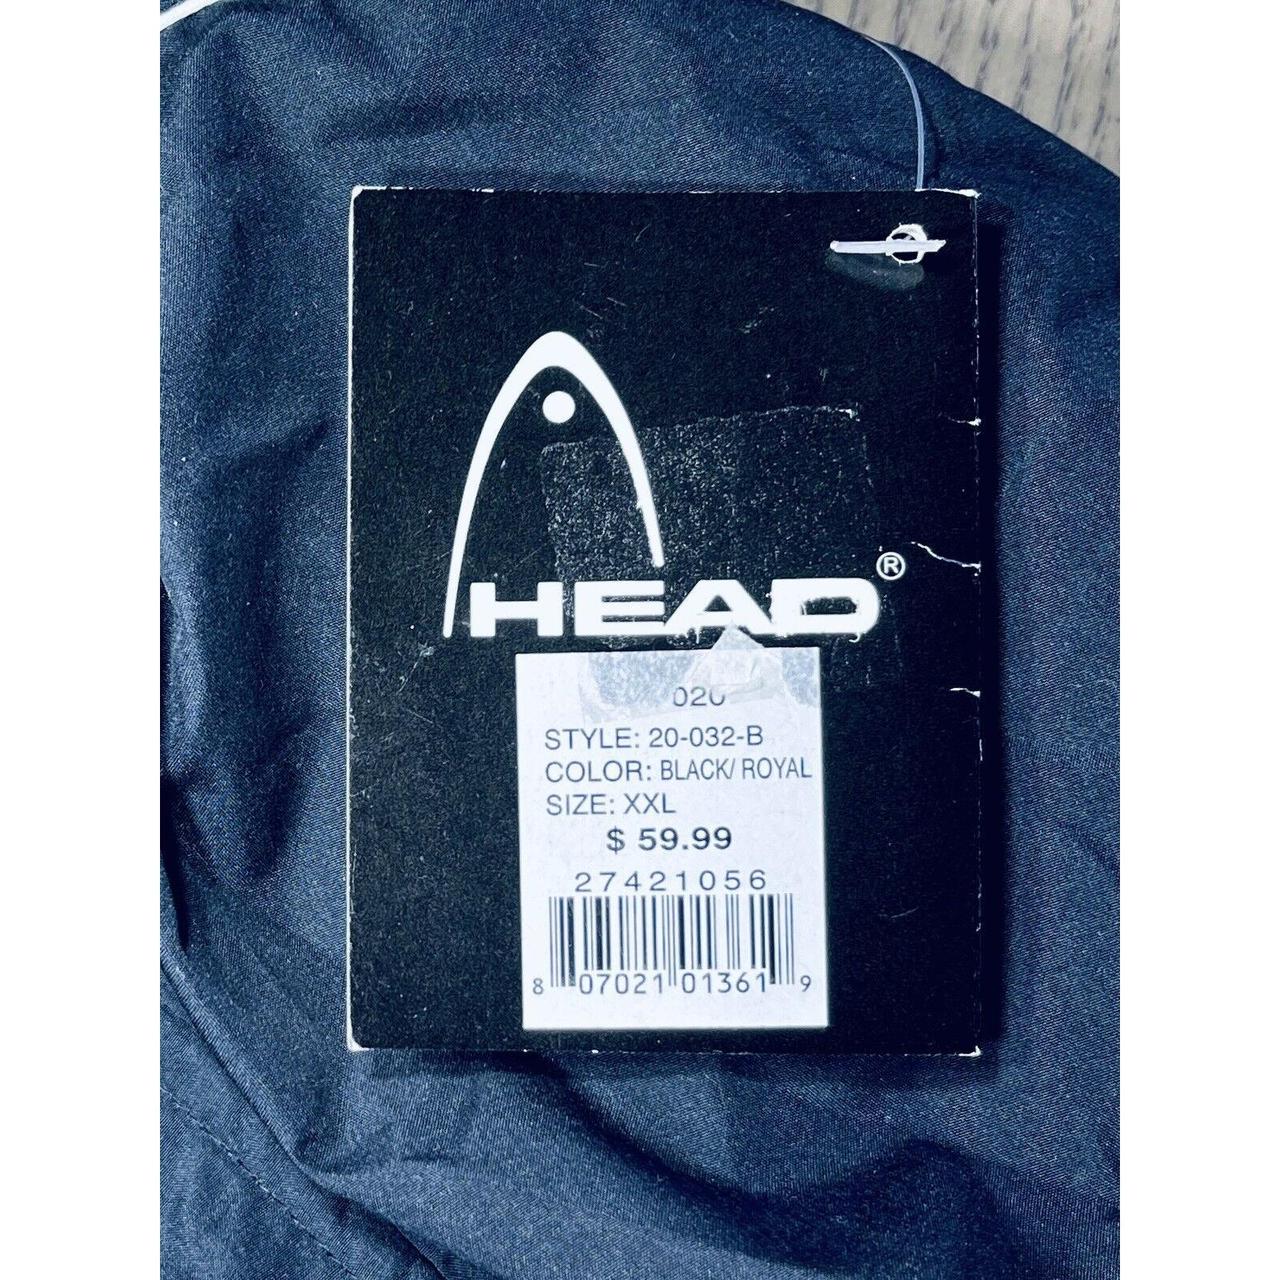 HEAD®
020
STYLE: 20-032-B
COLOR: BLACK/ ROYAL
SIZE: XXL
$ 59.99
27421056
8 07021 01361 9